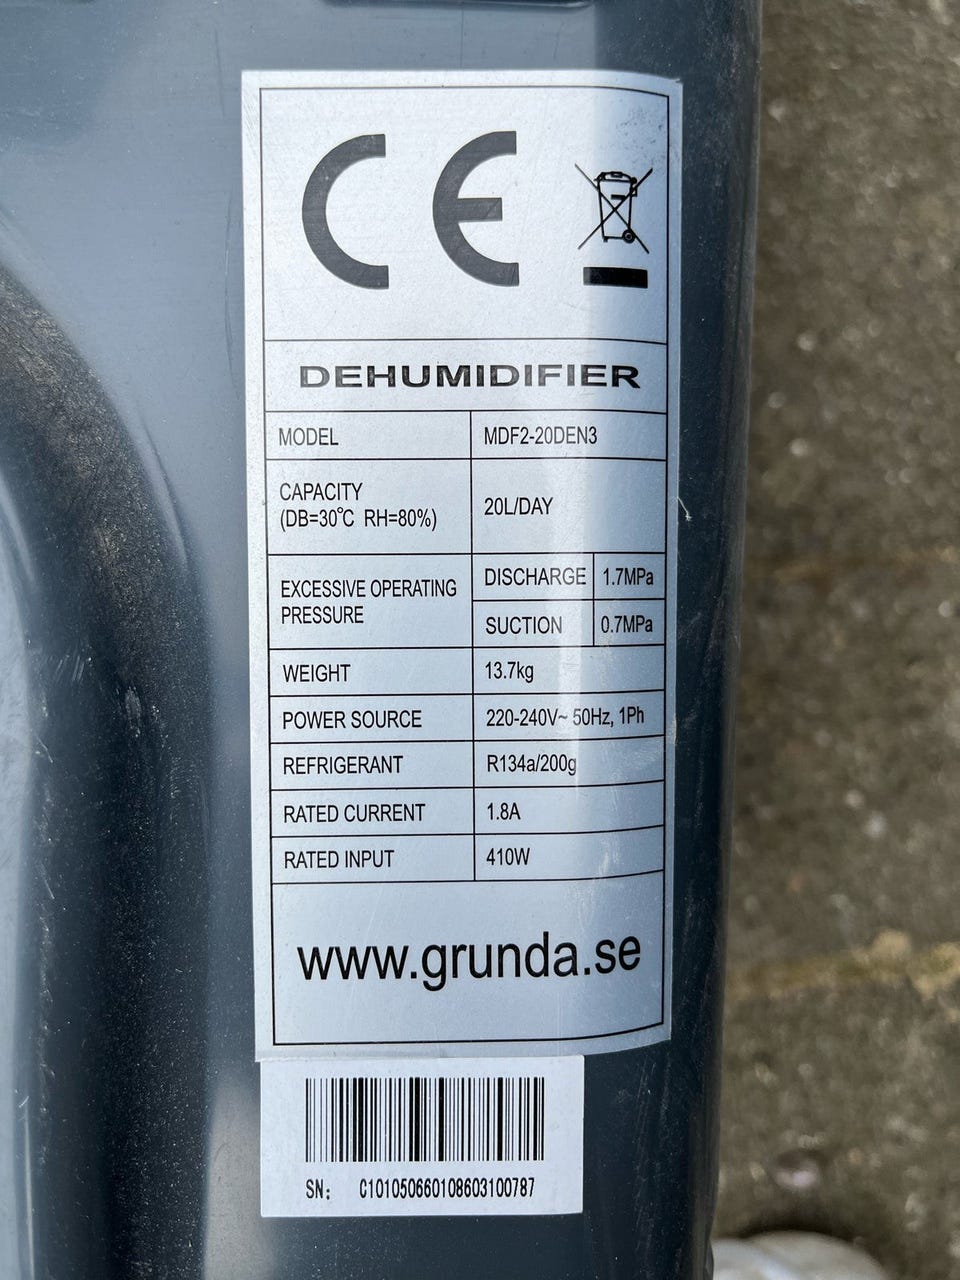 CE
DEHUMIDIFIER
MODEL MDF2-20DEN3
CAPACITY
(DB=30℃ RH=80%) 20L/DAY
EXCESSIVE OPERATING
PRESSURE
DISCHARGE 1.7MPa
SUCTION 0.7MPa
WEIGHT 13.7kg
POWER SOURCE 220-240V~ 50Hz, 1Ph
REFRIGERANT R134a/200g
RATED CURRENT 1.8A
RATED INPUT 410W
www.grunda.se
SN: C101050660108603100787